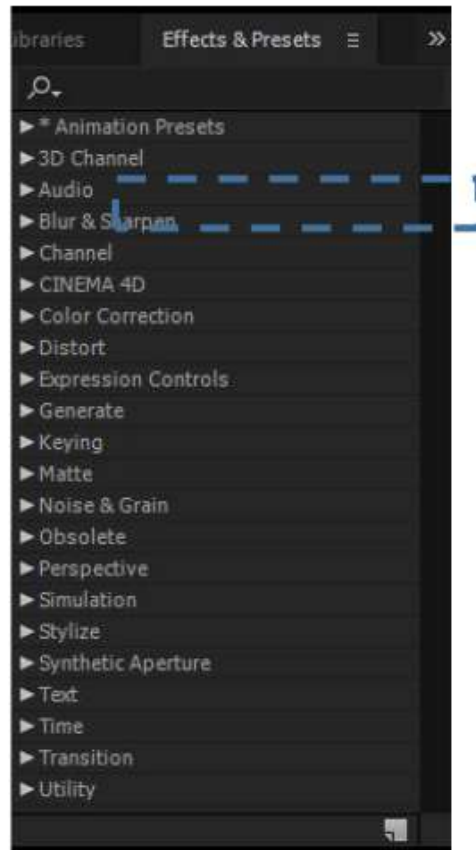 ibraries Effects & Presets
* Animation Presets
3D Channel
Audio
Blur & Sharpen
Channel
CINEMA 4D
Color Correction
Distort
Expression Controls
Generate
Keying
Matte
Noise & Grain
Obsolete
Perspective
Simulation
Stylize
Synthetic Aperture
Text
Time
Transition
Utility